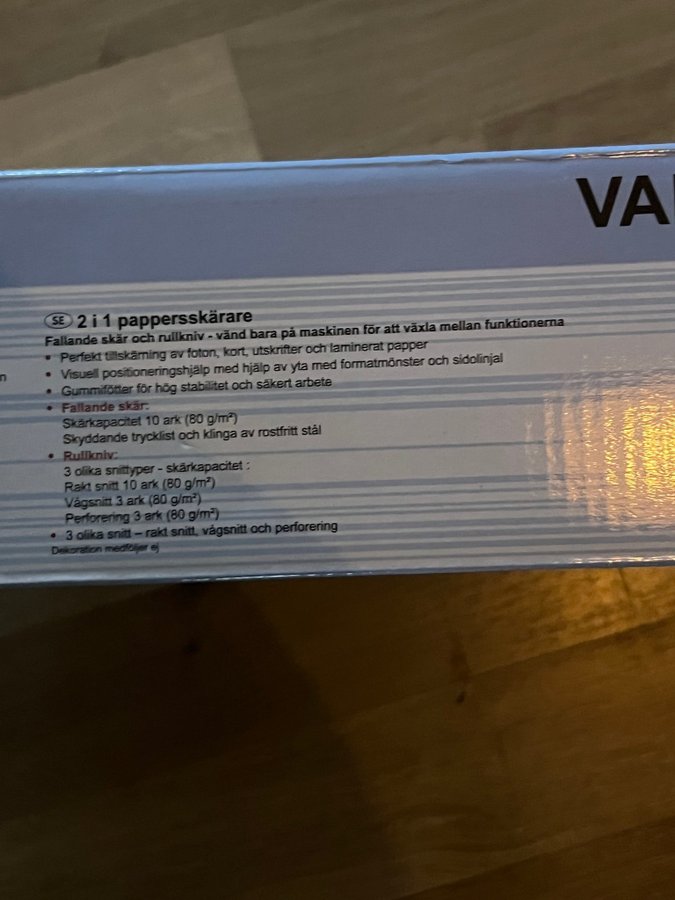 VA
SE 2 i 1 pappersskärare
Fallande skär och rullkniv - vänd bara på maskinen för att växla mellan funktionerna
• Perfekt tillskärning av foton, kort, utskrifter och laminerat papper
• Visuell positioneringshjälp med hjälp av yta med formatmönster och sidolinjal
n
• Gummifötter för hög stabilitet och säkert arbete
• Fallande skär:
Skärkapacitet 10 ark (80 g/m²)
Skyddande trycklist och klinga av rostfritt stål
• Rullkniv:
3 olika snittyper - skärkapacitet :
Rakt snitt 10 ark (80 g/m²)
Vågsnitt 3 ark (80 g/m²)
Perforering 3 ark (80 g/m²)
• 3 olika snitt – rakt snitt, vågsnitt och perforering
Dekoration medföljer ej